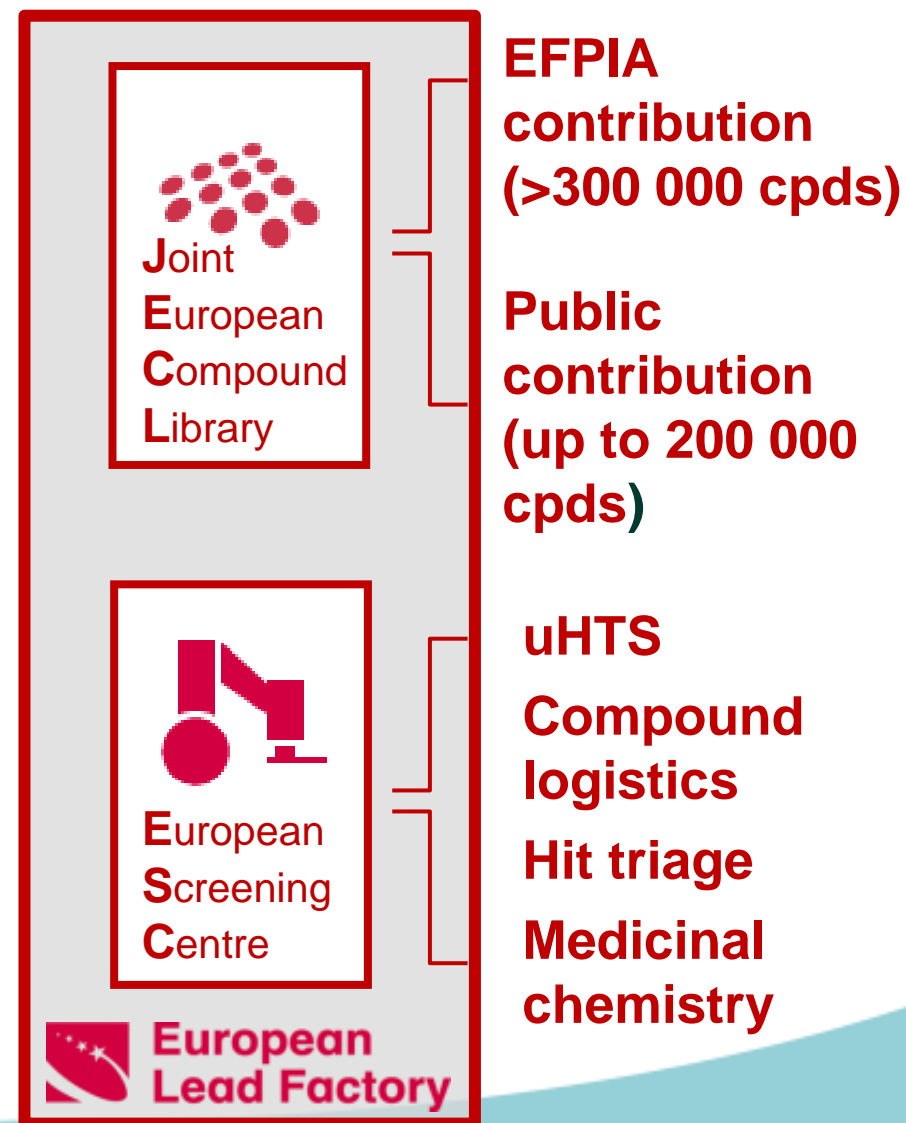 Joint
European
Compound
Library
EFPIA
contribution
(>300 000 cpds)
Public
contribution
(up to 200 000
cpds)
European
Screening
Centre
uHTS
Compound
logistics
Hit triage
Medicinal
chemistry
European
Lead Factory